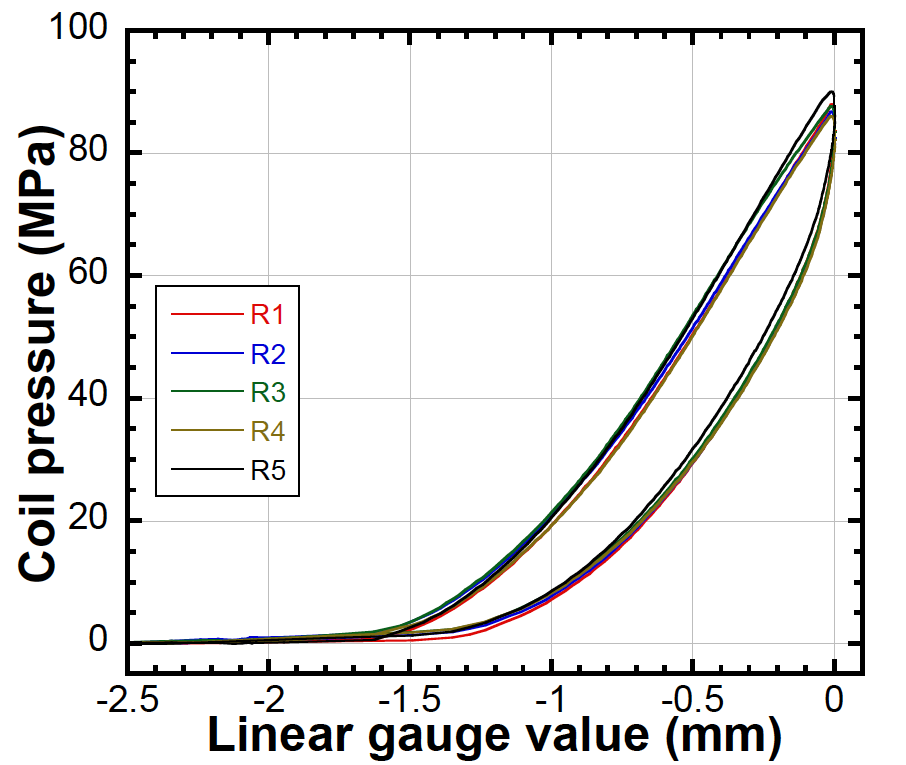 100
80
60
40
20
0
Coil pressure (MPa)
R1
R2
R3
R4
R5
-2.5 -2 -1.5 -1 -0.5 0
Linear gauge value (mm)